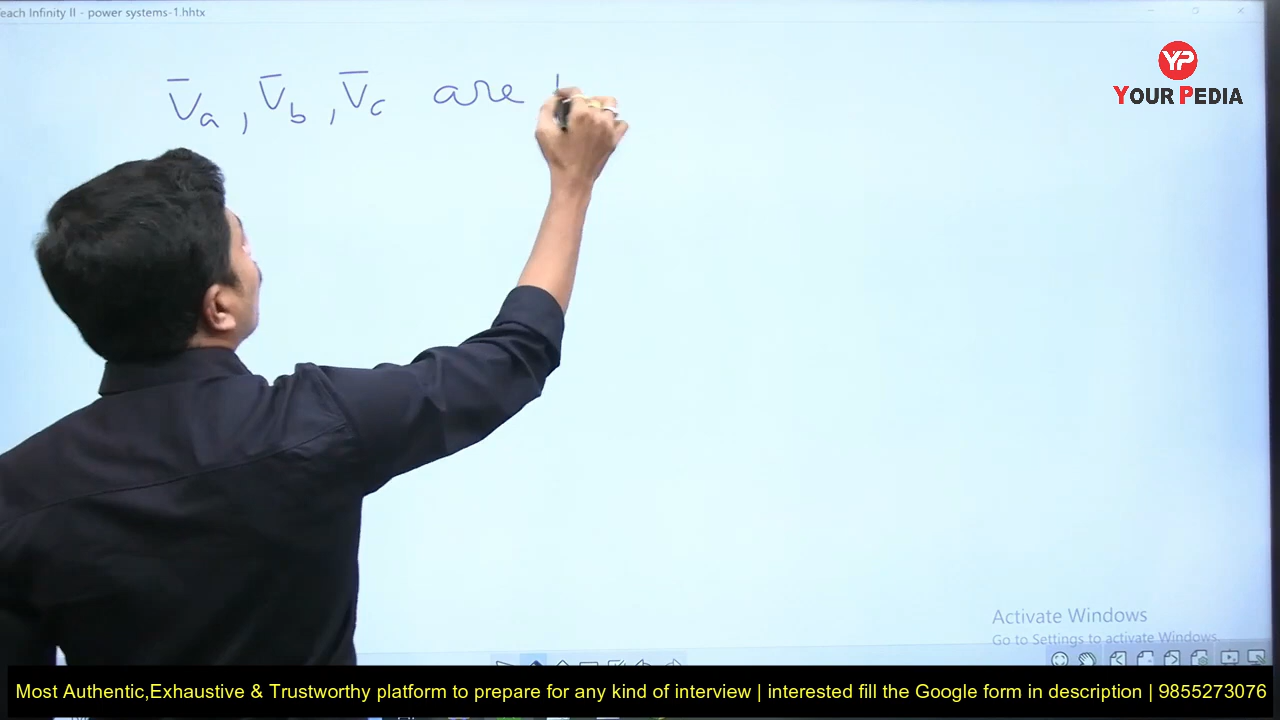 each Infinity II - power systems-1.hhtx
YP
YOUR PEDIA
V̄a, V̄b, V̄c are
Activate Windows
Go to Settings to activate Windows.
Most Authentic,Exhaustive & Trustworthy platform to prepare for any kind of interview | interested fill the Google form in description | 9855273076